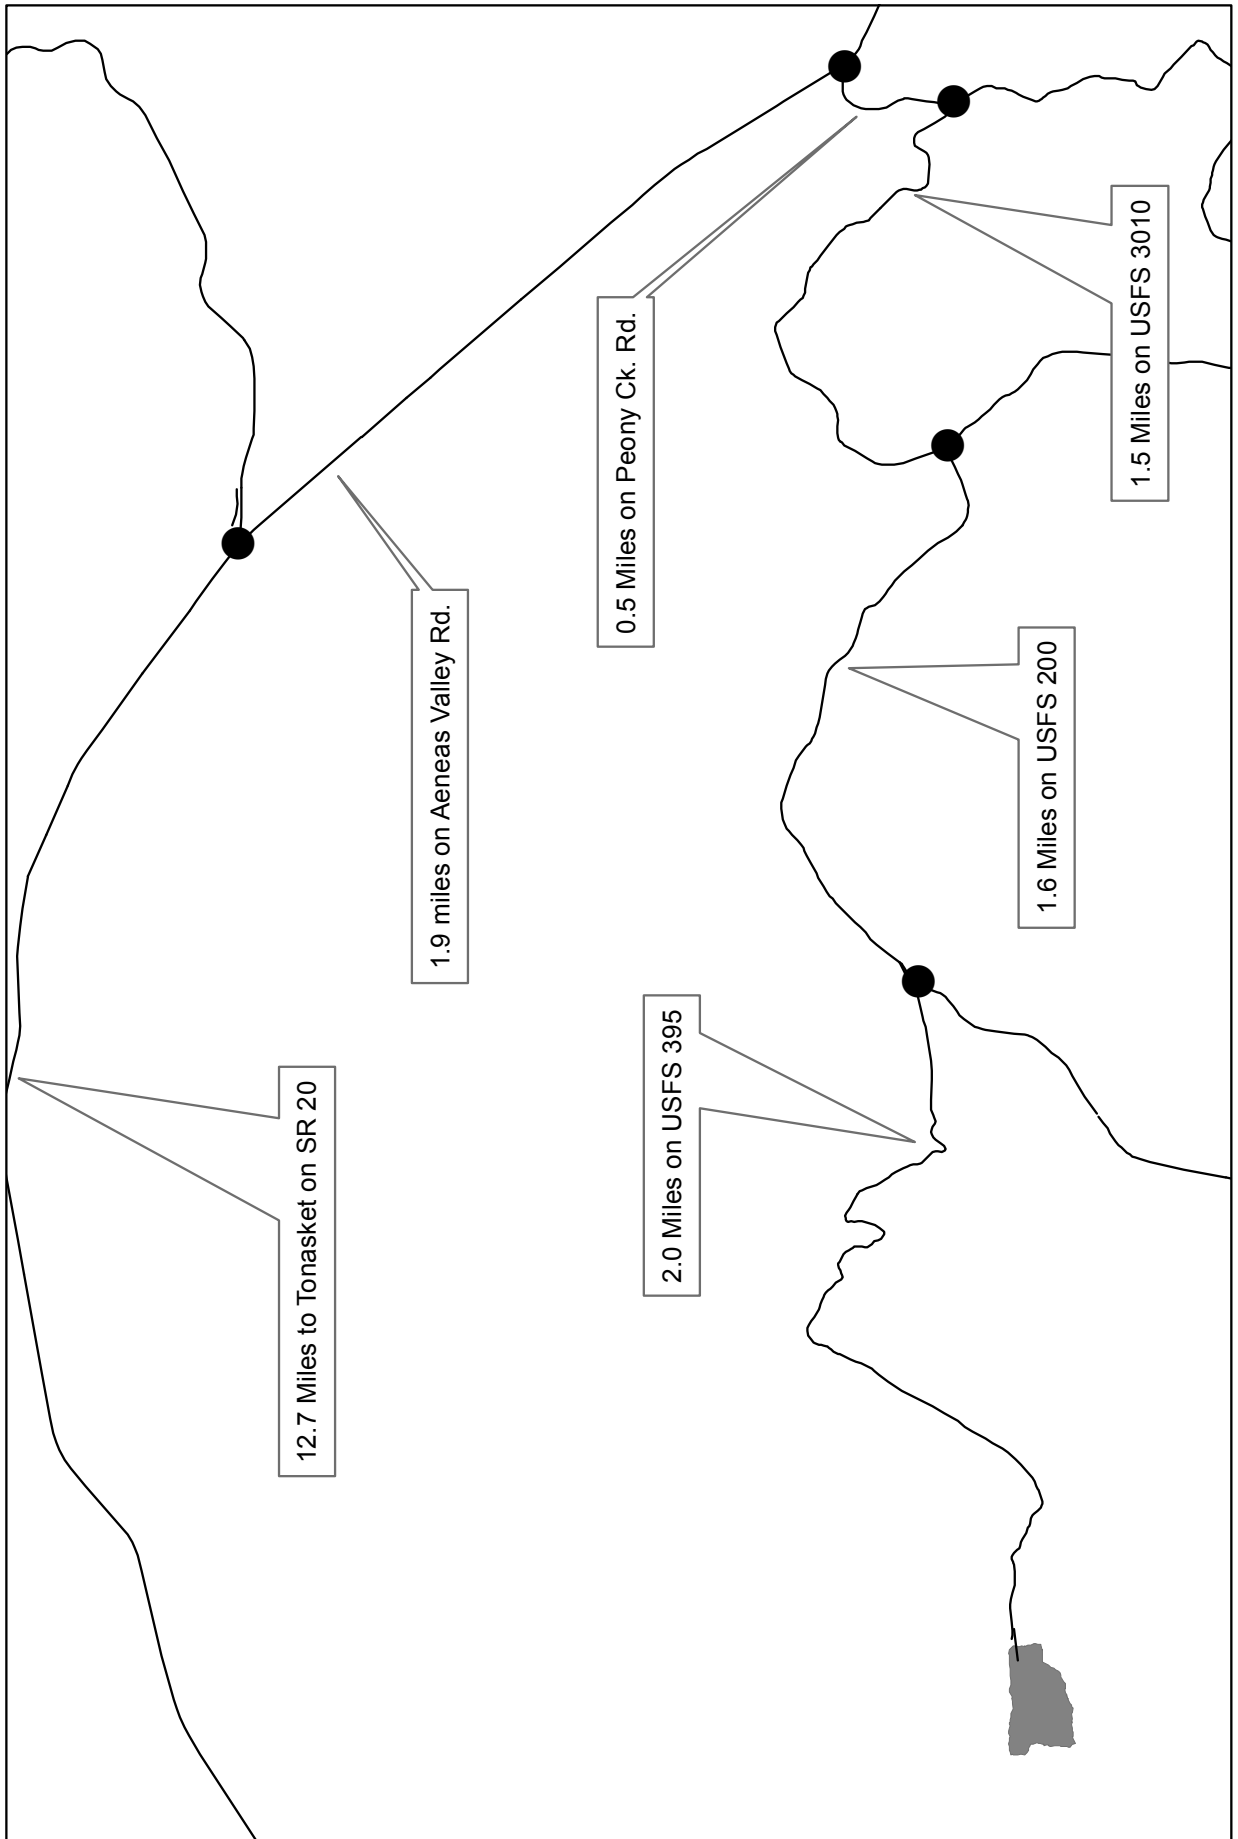 12.7 Miles to Tonasket on SR 20
1.9 miles on Aeneas Valley Rd.
0.5 Miles on Peony Ck. Rd.
2.0 Miles on USFS 395
1.6 Miles on USFS 200
1.5 Miles on USFS 3010